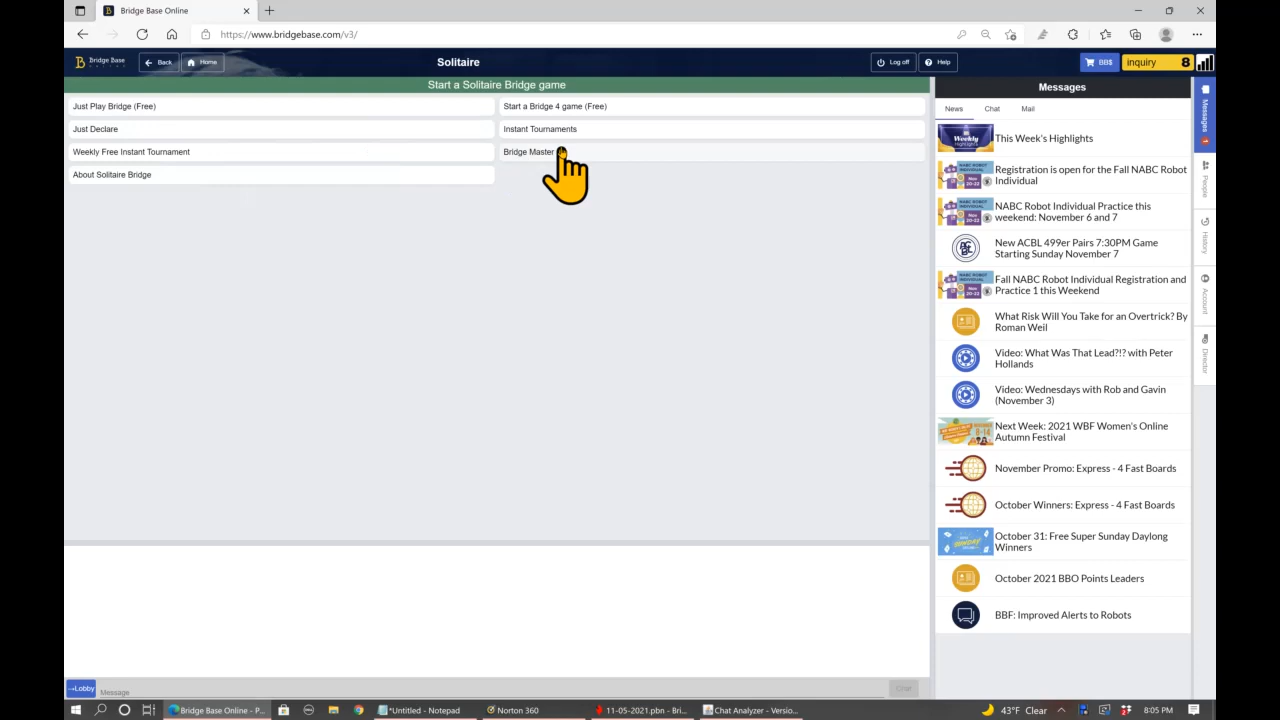 Bridge Base Online
https://www.bridgebase.com/v3/
Bridge Base
Back
Home
Solitaire
Log off
Help
BB$
inquiry 8
Start a Solitaire Bridge game
Just Play Bridge (Free)
Start a Bridge 4 game (Free)
Just Declare
Instant Tournaments
Weekly Free Instant Tournament
Bridge Master
About Solitaire Bridge
Messages
News
Chat
Mail
This Week's Highlights
Registration is open for the Fall NABC Robot
Individual
NABC Robot Individual Practice this
weekend: November 6 and 7
New ACBL 499er Pairs 7:30PM Game
Starting Sunday November 7
Fall NABC Robot Individual Registration and
Practice 1 this Weekend
What Risk Will You Take for an Overtrick? By
Roman Weil
Video: What Was That Lead?!? with Peter
Hollands
Video: Wednesdays with Rob and Gavin
(November 3)
Next Week: 2021 WBF Women's Online
Autumn Festival
November Promo: Express - 4 Fast Boards
October Winners: Express - 4 Fast Boards
October 31: Free Super Sunday Daylong
Winners
October 2021 BBO Points Leaders
BBF: Improved Alerts to Robots
Messages
People
History
Account
Director
→Lobby
Message
Bridge Base Online - P...
*Untitled - Notepad
Norton 360
11-05-2021.pbn - Bri...
Chat Analyzer - Versio...
43°F Clear
8:05 PM